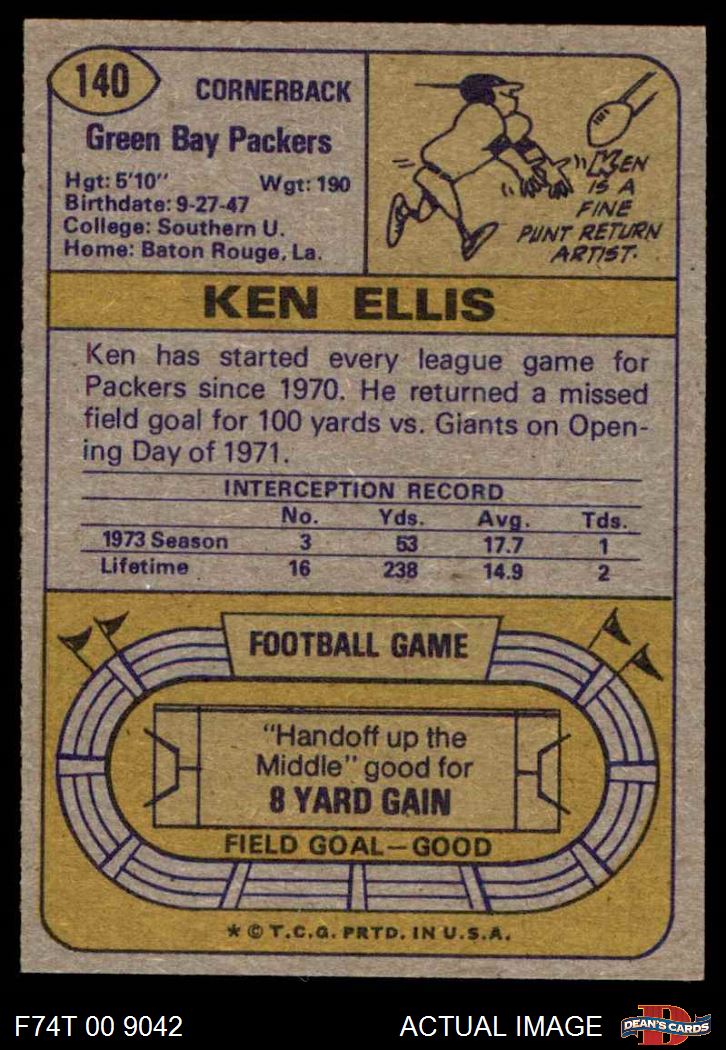 140
CORNERBACK
Green Bay Packers
Hgt: 5'10" Wgt: 190
Birthdate: 9-27-47
College: Southern U.
Home: Baton Rouge, La.
KEN
IS A
FINE
PUNT RETURN
ARTIST.
KEN ELLIS
Ken has started every league game for
Packers since 1970. He returned a missed
field goal for 100 yards vs. Giants on Open-
ing Day of 1971.
INTERCEPTION RECORD
No. Yds. Avg. Tds.
1973 Season 3 53 17.7 1
Lifetime 16 238 14.9 2
FOOTBALL GAME
"Handoff up the
Middle" good for
8 YARD GAIN
FIELD GOAL—GOOD
* © T.C.G. PRTD. IN U.S.A.
F74T 00 9042 ACTUAL IMAGE
D
DEAN'S CARDS